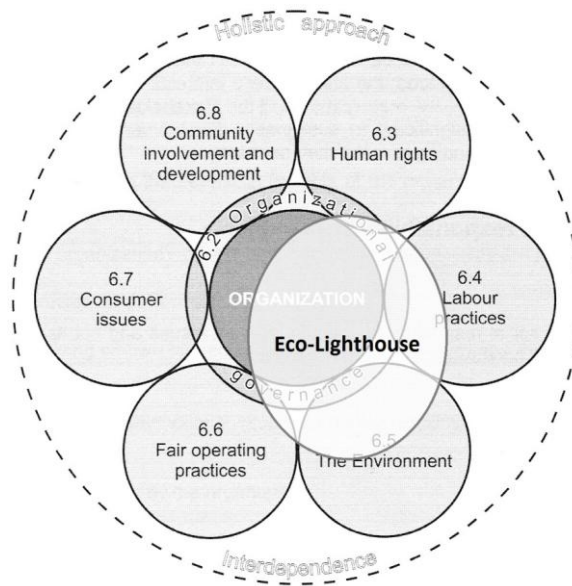 Holistic approach
6.8
Community
involvement and
development
6.3
Human rights
6.2 Organizational
governance
6.7
Consumer
issues
ORGANIZATION
6.4
Labour
practices
Eco-Lighthouse
6.6
Fair operating
practices
6.5
The Environment
Interdependence